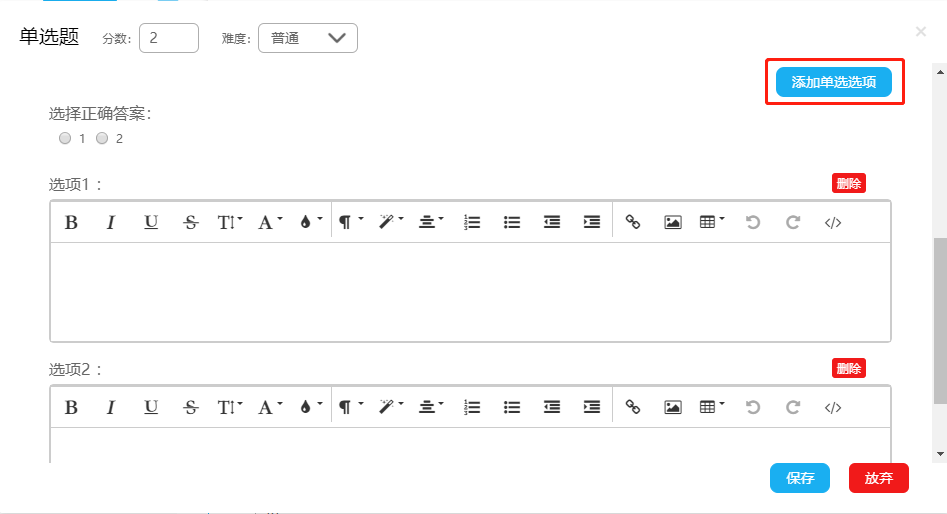 单选题 分数： 2 难度： 普通 ×
添加单选选项
选择正确答案：
1 2
选项1： 删除
B I U S T A ¶ </>
选项2： 删除
B I U S T A ¶ </>
保存 放弃